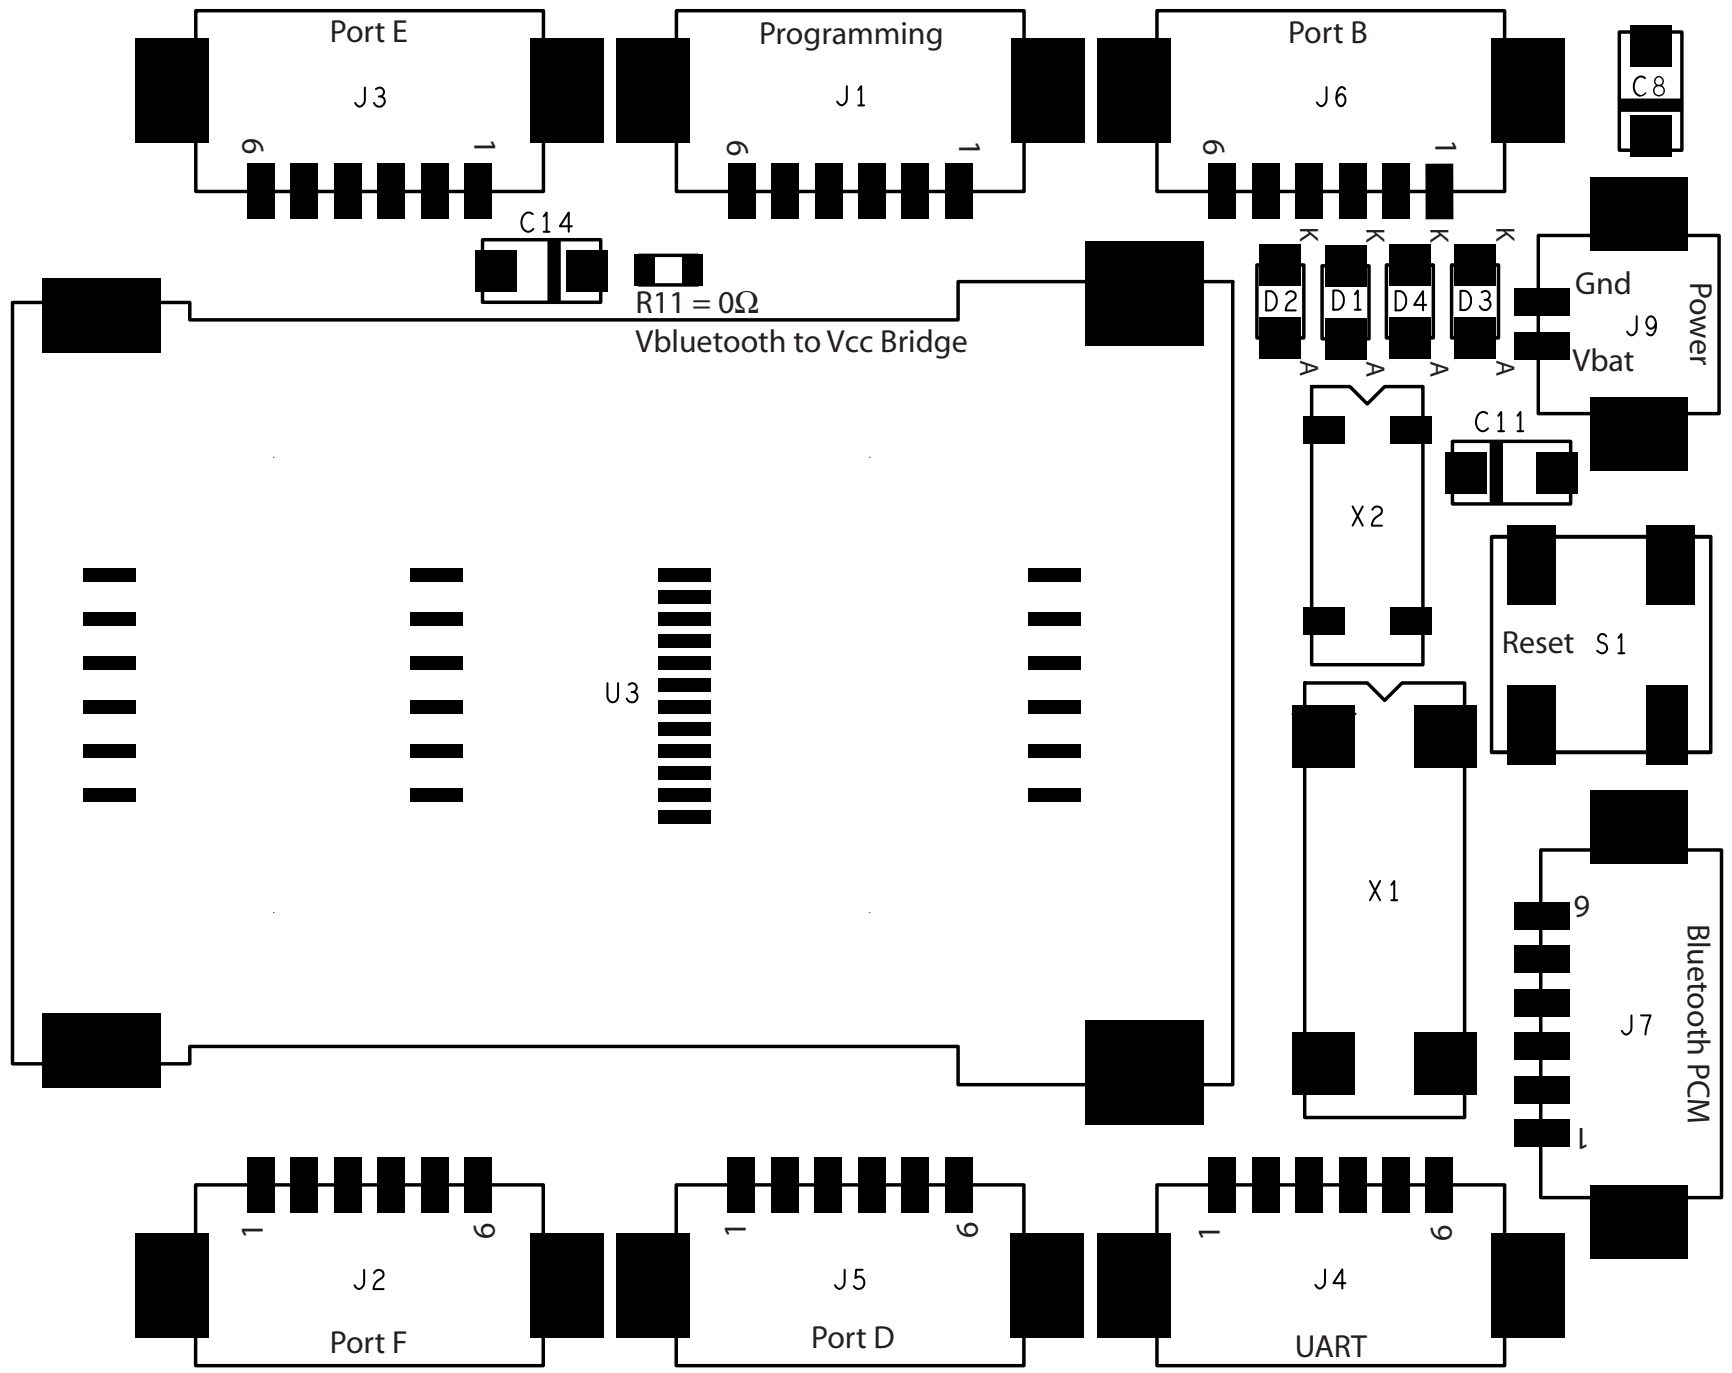 Port E
J3
6
1
Programming
J1
6
1
Port B
J6
6
1
C8
C14
R11 = 0Ω
Vbluetooth to Vcc Bridge
K
K
K
K
D2
D1
D4
D3
A
A
A
A
Gnd
J9
Vbat
Power
C11
X2
Reset S1
U3
X1
6
J7
1
Bluetooth PCM
1
6
J2
Port F
1
6
J5
Port D
1
6
J4
UART